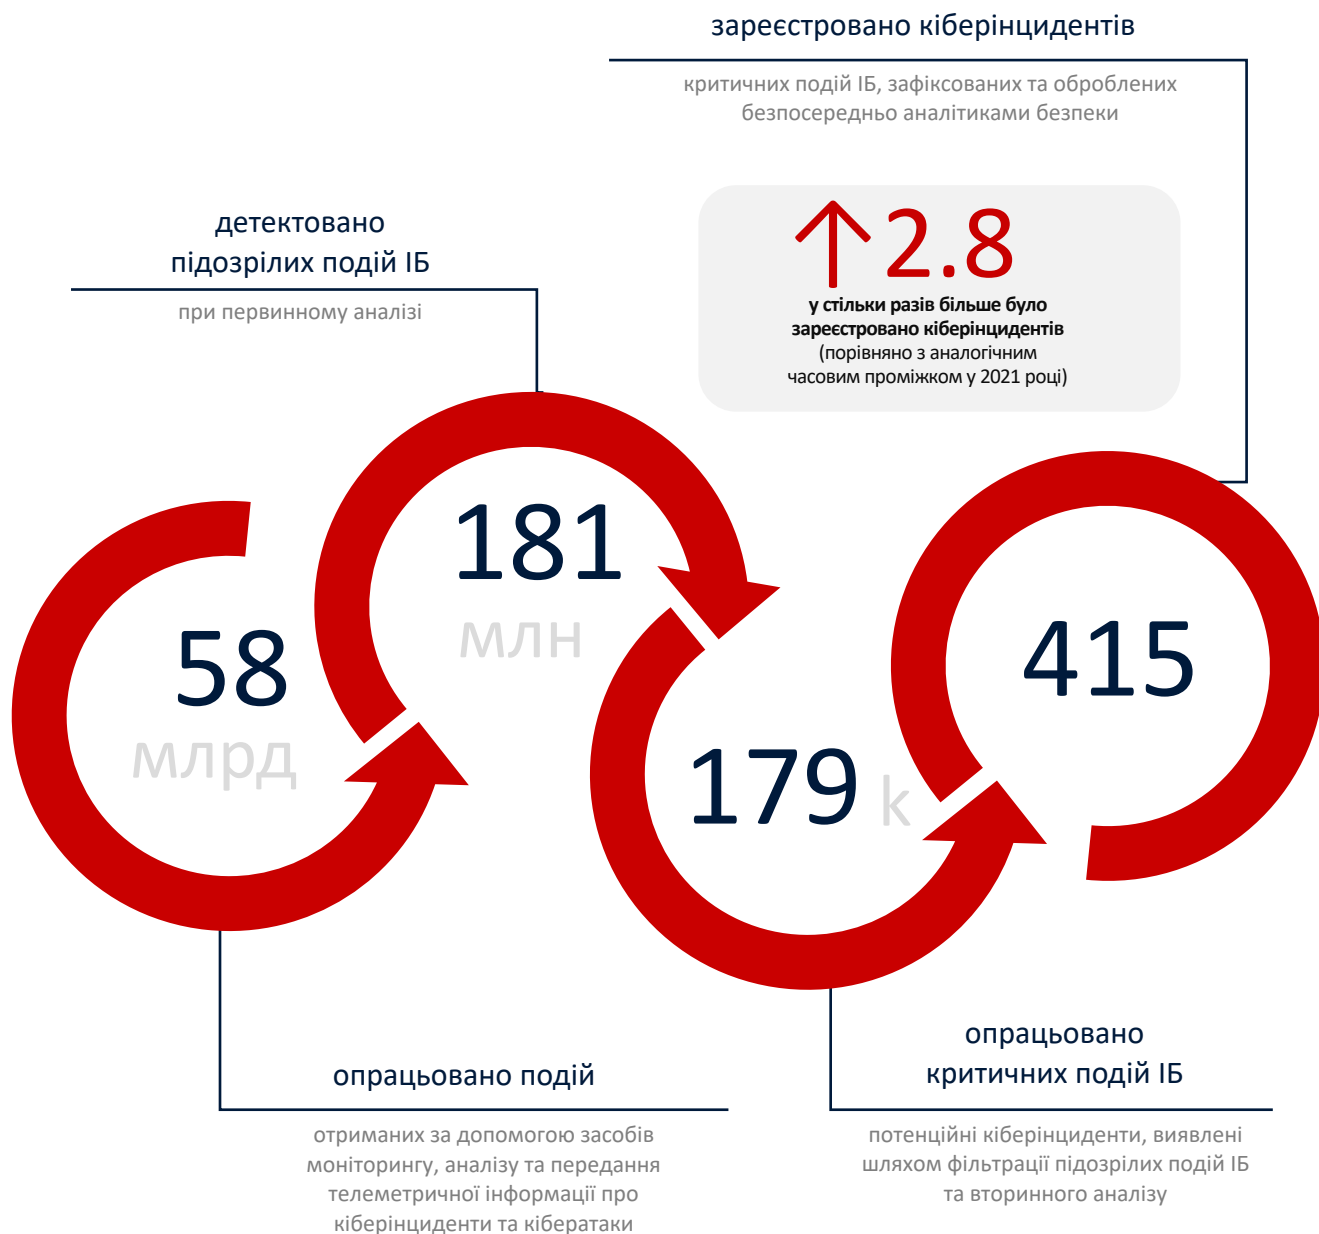 зареєстровано кіберінцидентів
критичних подій ІБ, зафіксованих та оброблених
безпосередньо аналітиками безпеки
2.8
у стільки разів більше було
зареєстровано кіберінцидентів
(порівняно з аналогічним
часовим проміжком у 2021 році)
детектовано
підозрілих подій ІБ
при первинному аналізі
181
млн
58
млрд
415
179 k
опрацьовано подій
отриманих за допомогою засобів
моніторингу, аналізу та передання
телеметричної інформації про
кіберінциденти та кібератаки
опрацьовано
критичних подій ІБ
потенційні кіберінциденти, виявлені
шляхом фільтрації підозрілих подій ІБ
та вторинного аналізу